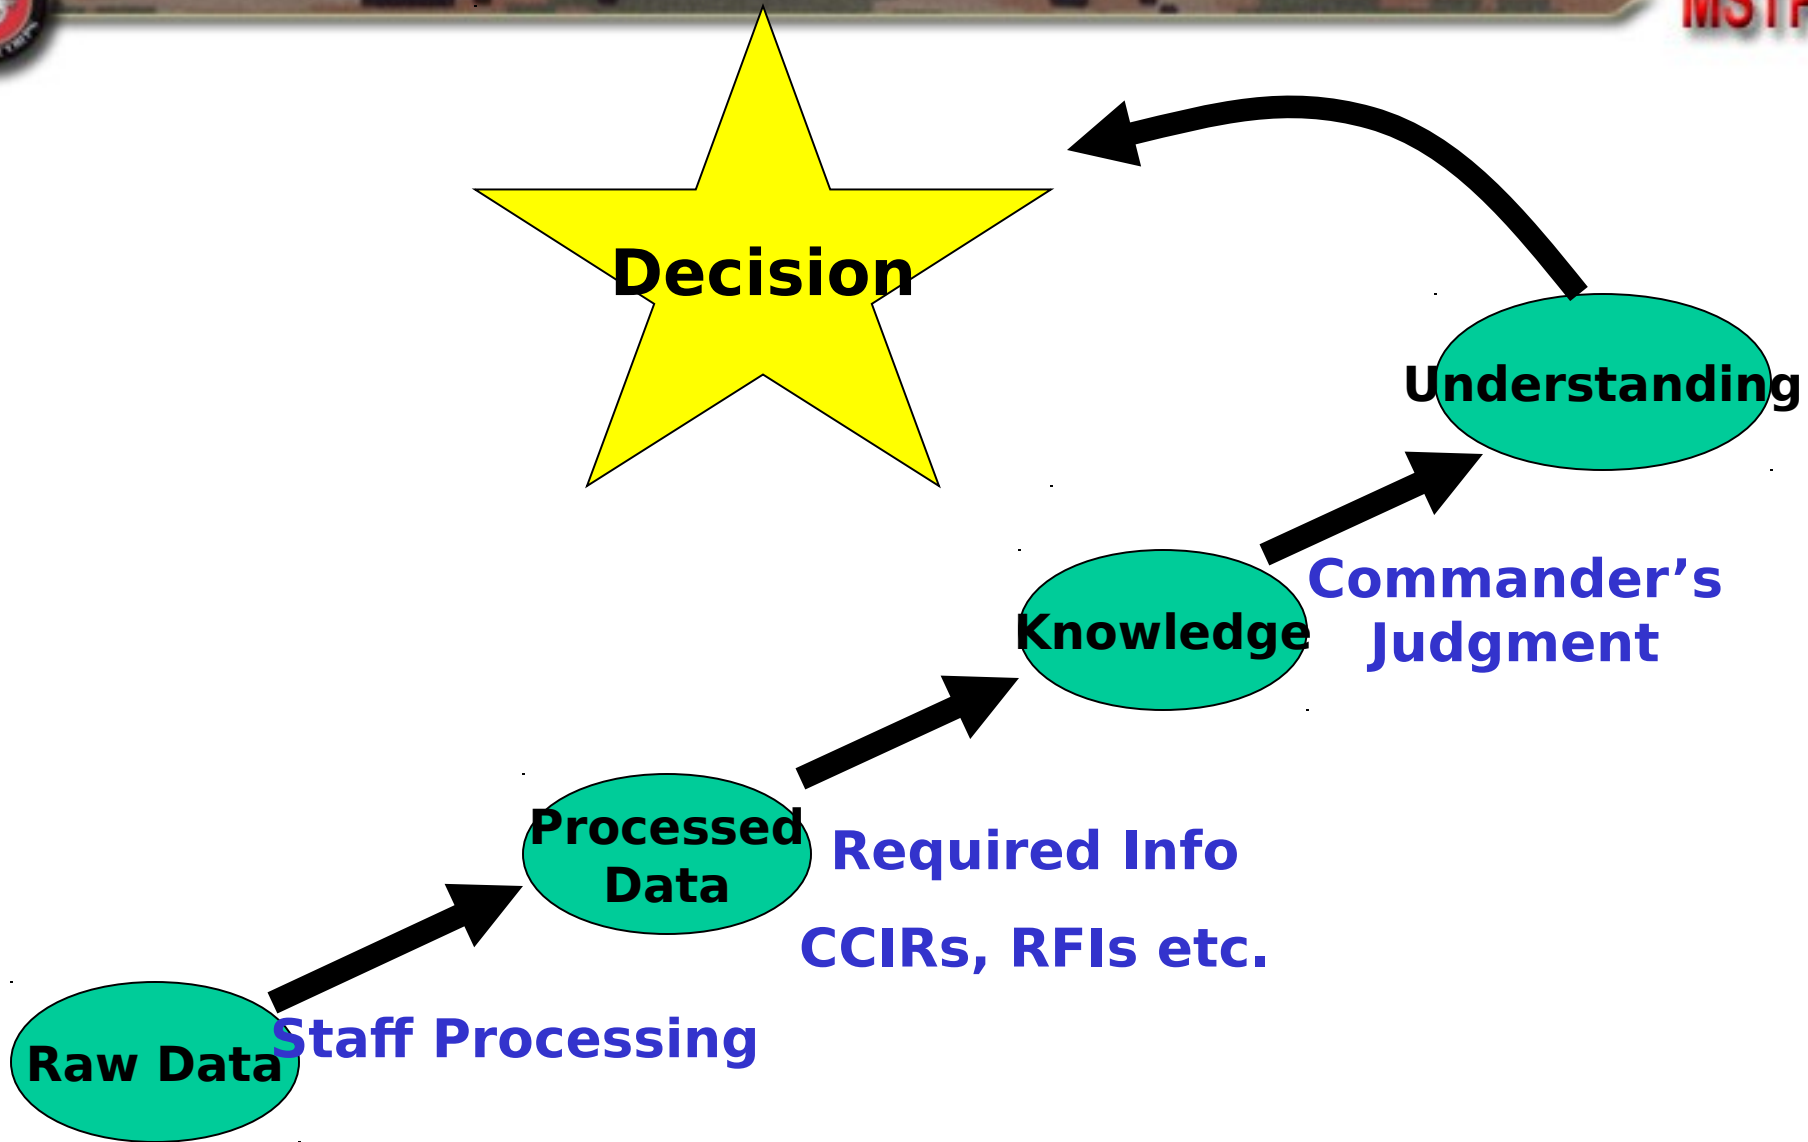 Decision
Understanding
Commander’s
Judgment
Knowledge
Processed
Data
Required Info
CCIRs, RFIs etc.
Staff Processing
Raw Data